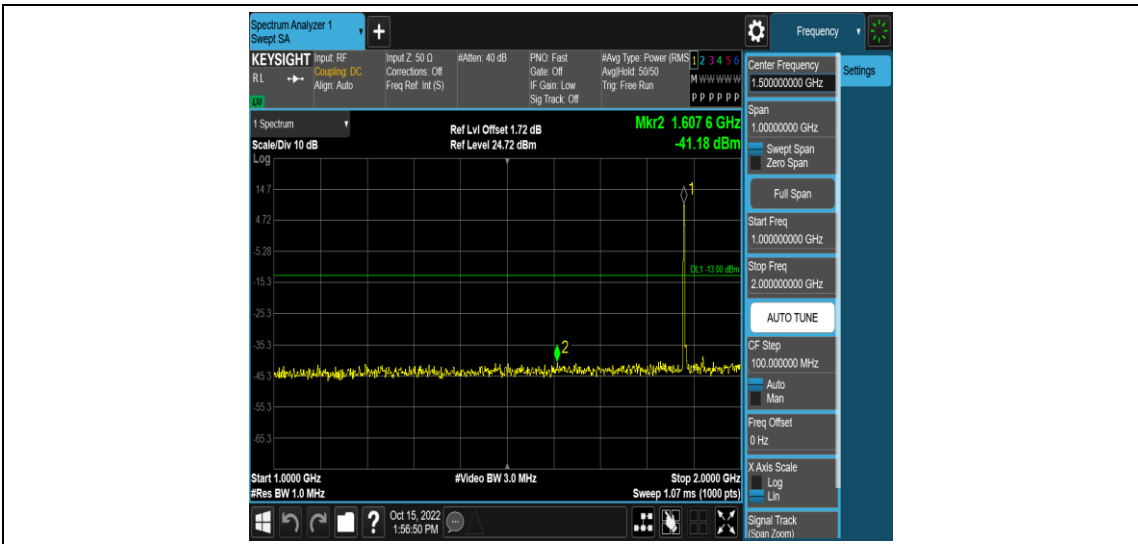 Spectrum Analyzer 1
Swept SA
Frequency
KEYSIGHT
RL
LXI
Input: RF
Coupling: DC
Align: Auto
Input Z: 50 Ω
Corrections: Off
Freq Ref: Int (S)
#Atten: 40 dB
PNO: Fast
Gate: Off
IF Gain: Low
Sig Track: Off
#Avg Type: Power (RMS
Avg|Hold: 50/50
Trig: Free Run
1 2 3 4 5 6
M W W W W W
P P P P P P
1 Spectrum
Scale/Div 10 dB
Log
Ref Lvl Offset 1.72 dB
Ref Level 24.72 dBm
Mkr2 1.607 6 GHz
-41.18 dBm
14.7
4.72
-5.28
-15.3
-25.3
-35.3
-45.3
-55.3
-65.3
1
DL1 -13.00 dBm
2
Start 1.0000 GHz
#Res BW 1.0 MHz
#Video BW 3.0 MHz
Stop 2.0000 GHz
Sweep 1.07 ms (1000 pts)
Center Frequency
1.500000000 GHz
Settings
Span
1.00000000 GHz
Swept Span
Zero Span
Full Span
Start Freq
1.000000000 GHz
Stop Freq
2.000000000 GHz
AUTO TUNE
CF Step
100.000000 MHz
Auto
Man
Freq Offset
0 Hz
X Axis Scale
Log
Lin
Signal Track
(Span Zoom)
?
Oct 15, 2022
1:56:50 PM